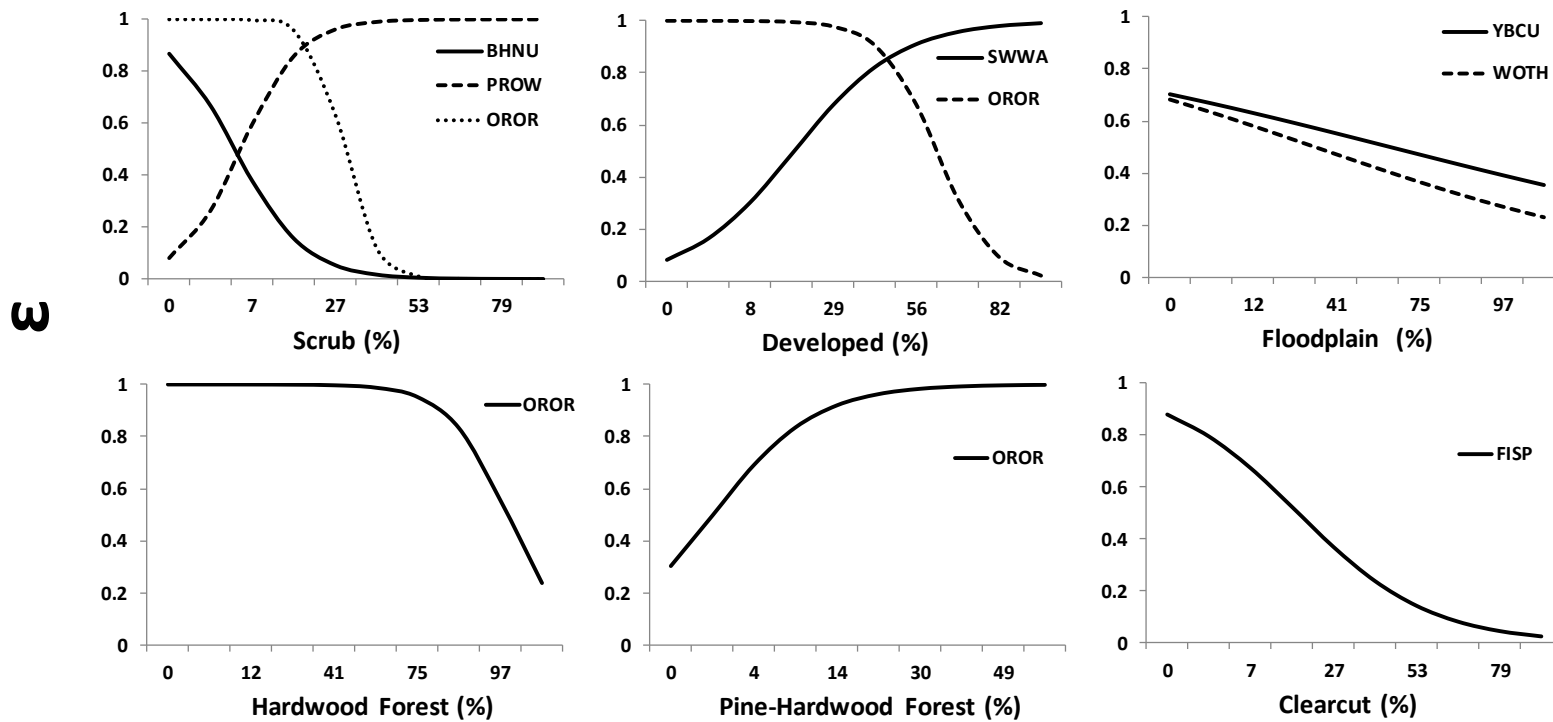 1
0.8
0.6
0.4
0.2
0
BHNU
PROW
OROR
0 7 27 53 79
Scrub (%)
1
0.8
0.6
0.4
0.2
0
SWWA
OROR
0 8 29 56 82
Developed (%)
1
0.8
0.6
0.4
0.2
0
YBCU
WOTH
0 12 41 75 97
Floodplain (%)
ε
1
0.8
0.6
0.4
0.2
0
OROR
0 12 41 75 97
Hardwood Forest (%)
1
0.8
0.6
0.4
0.2
0
OROR
0 4 14 30 49
Pine-Hardwood Forest (%)
1
0.8
0.6
0.4
0.2
0
FISP
0 7 27 53 79
Clearcut (%)